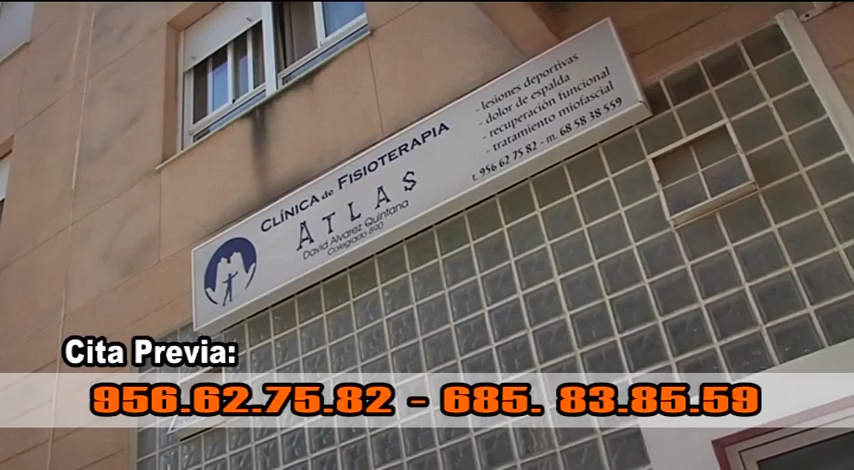 CLÍNICA de FISIOTERAPIA
ATLAS
David Alvarez Quintana
Colegiado 890
- lesiones deportivas
- dolor de espalda
- recuperación funcional
- tratamiento miofascial
t. 956 62 75 82 - m. 68 58 38 559
Cita Previa:
956.62.75.82 - 685. 83.85.59